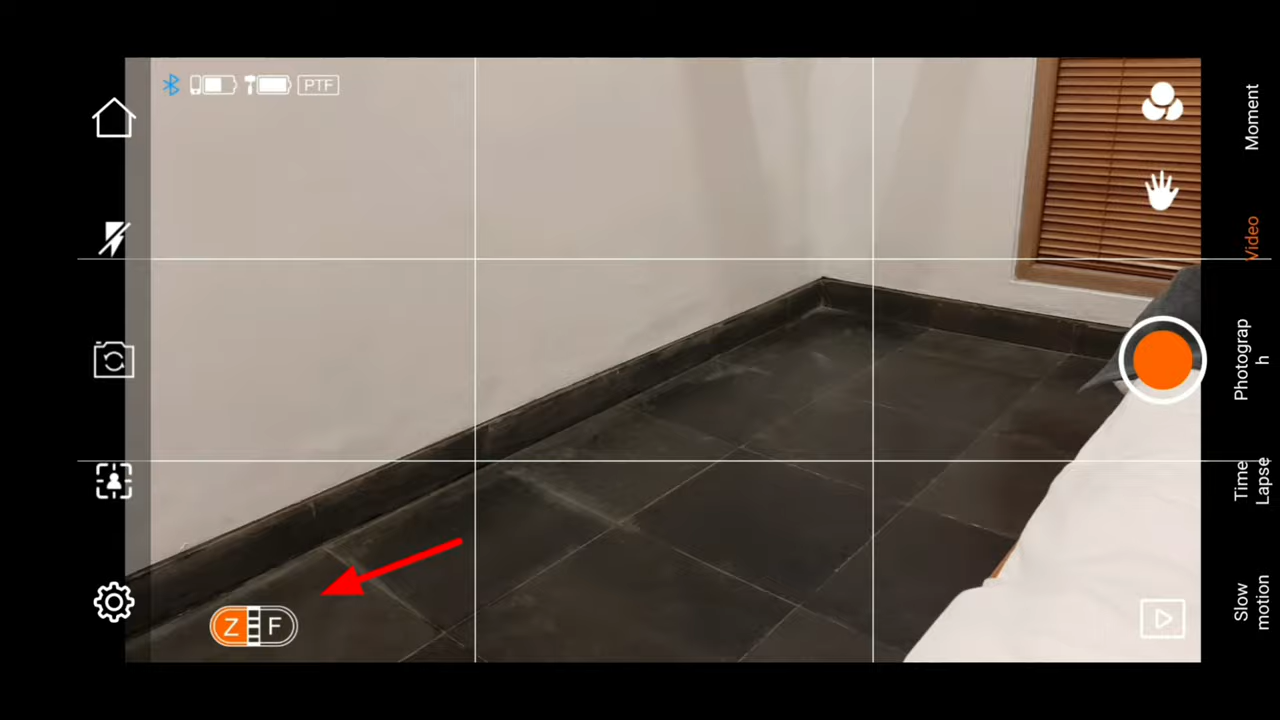 PTF
Moment
Video
Photograp
h
Time
Lapse
Slow
motion
Z F